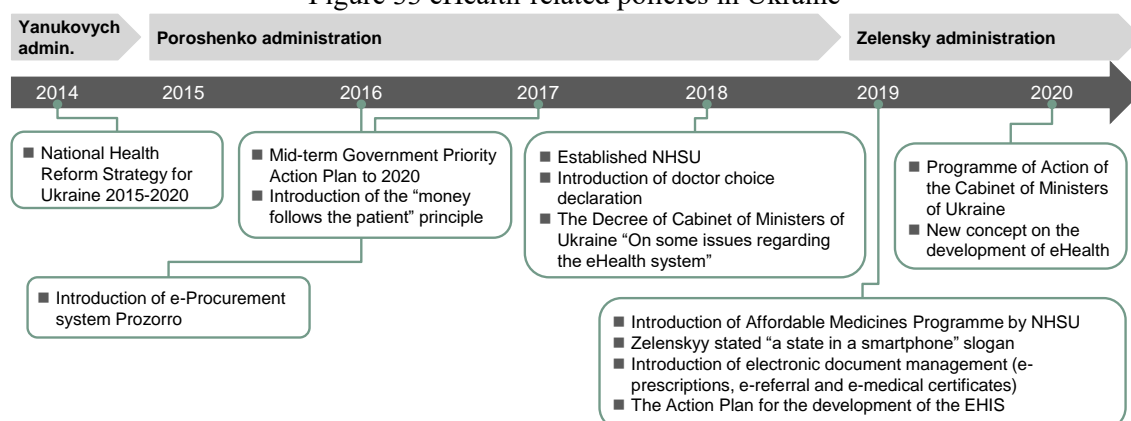 Figure 33 eHealth-related policies in Ukraine
Yanukovych
admin.
Poroshenko administration
Zelensky administration
2014
2015
2016
2017
2018
2019
2020
■ National Health
Reform Strategy for
Ukraine 2015-2020
■ Mid-term Government Priority
Action Plan to 2020
■ Introduction of the “money
follows the patient” principle
■ Established NHSU
■ Introduction of doctor choice
declaration
■ The Decree of Cabinet of Ministers of
Ukraine “On some issues regarding
the eHealth system”
■ Programme of Action of
the Cabinet of Ministers
of Ukraine
■ New concept on the
development of eHealth
■ Introduction of e-Procurement
system Prozorro
■ Introduction of Affordable Medicines Programme by NHSU
■ Zelenskyy stated “a state in a smartphone” slogan
■ Introduction of electronic document management (e-
prescriptions, e-referral and e-medical certificates)
■ The Action Plan for the development of the EHIS